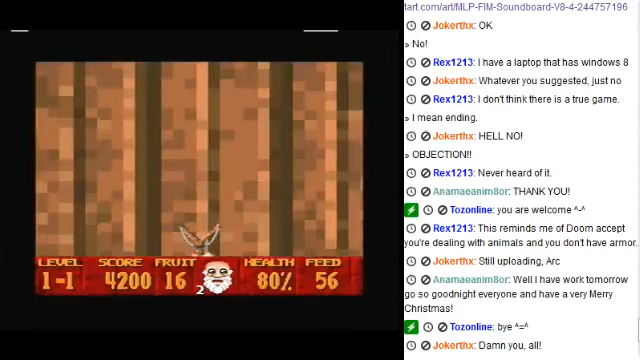 LEVEL SCORE FRUIT HEALTH FEED
1-1 4200 16 2 80% 56
fart.com/art/MLP-FIM-Soundboard-V8-4-244757196
Jokerthx: OK
» No!
Rex1213: I have a laptop that has windows 8
Jokerthx: Whatever you suggested, just no
Rex1213: I don't think there is a true game.
» I mean ending.
Jokerthx: HELL NO!
» OBJECTION!!
Rex1213: Never heard of it.
Anamaeanim8or: THANK YOU!
Tozonline: you are welcome ^-^
Rex1213: This reminds me of Doom accept
you're dealing with animals and you don't have armor.
Jokerthx: Still uploading, Arc
Anamaeanim8or: Well I have work tomorrow
go so goodnight everyone and have a very Merry
Christmas!
Tozonline: bye ^=^
Jokerthx: Damn you, all!